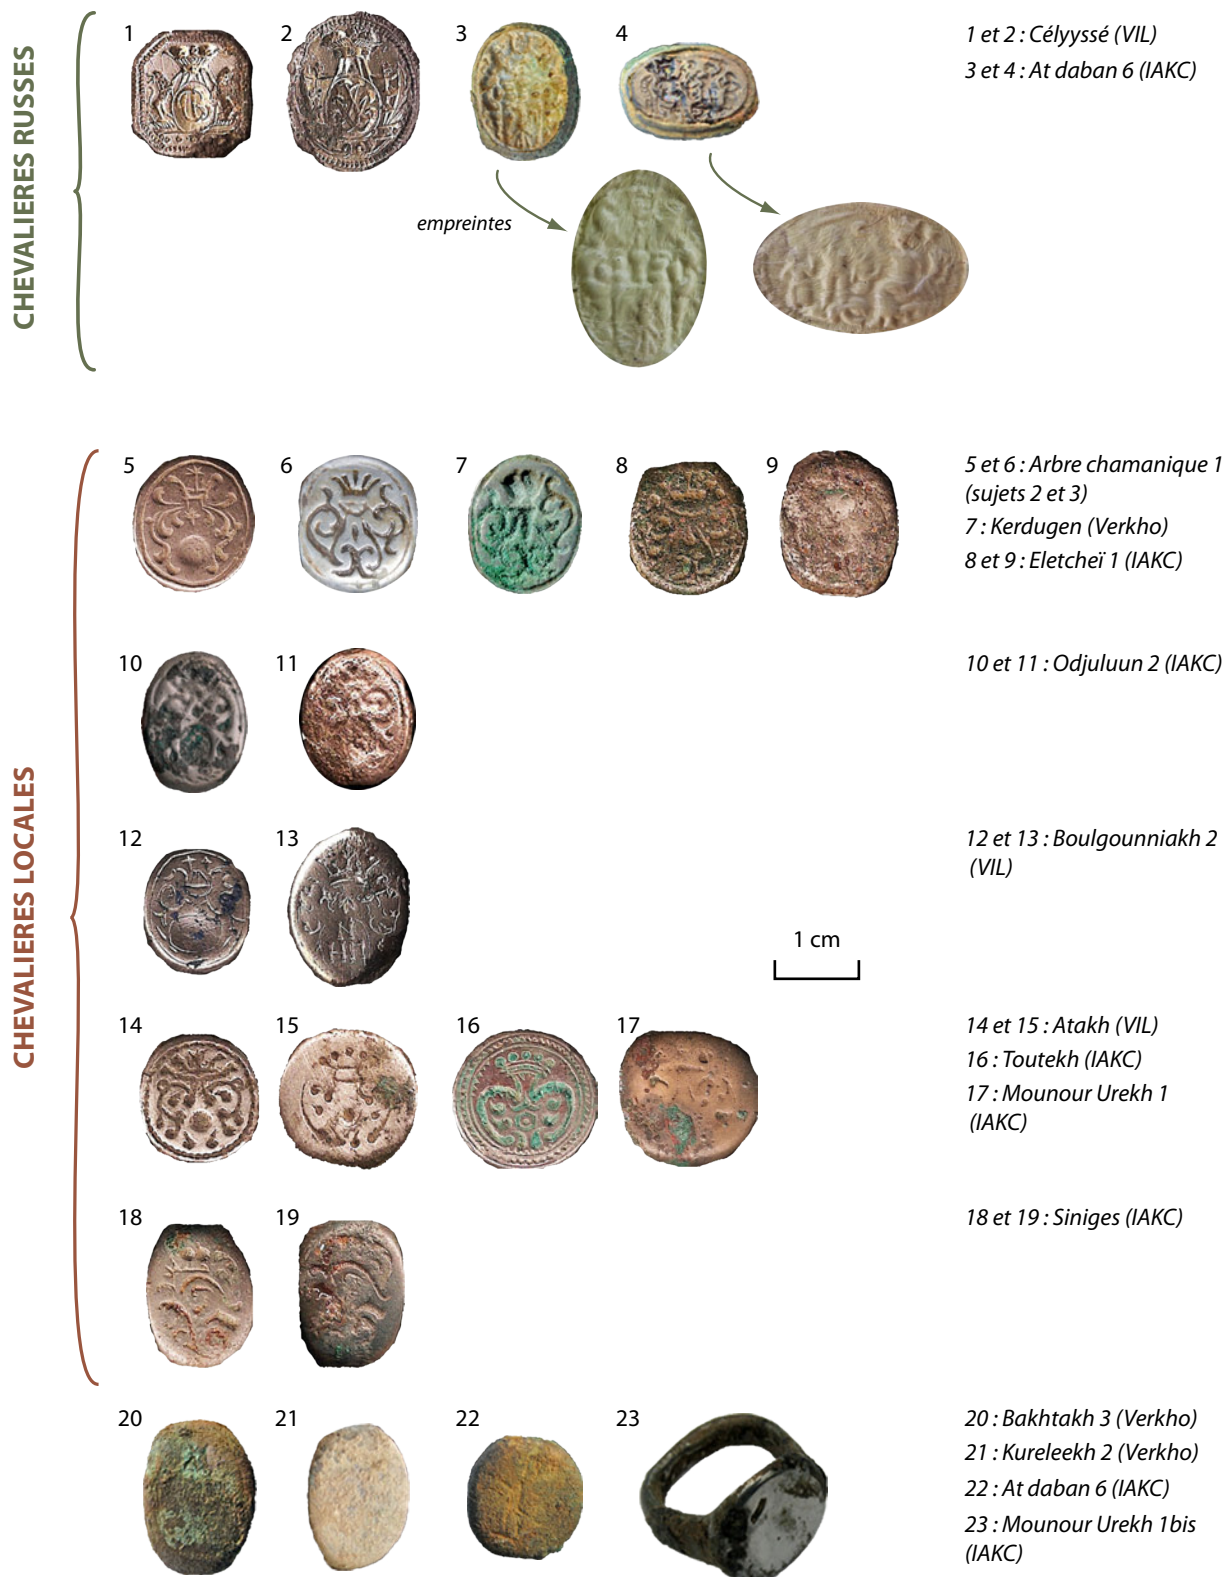 CHEVALIERES RUSSES
1
2
3
4
1 et 2 : Célyyssé (VIL)
3 et 4 : At daban 6 (IAKC)
empreintes
CHEVALIERES LOCALES
5
6
7
8
9
5 et 6 : Arbre chamanique 1
(sujets 2 et 3)
7 : Kerdugen (Verkho)
8 et 9 : Eletcheï 1 (IAKC)
10
11
10 et 11 : Odjuluun 2 (IAKC)
12
13
12 et 13 : Boulgounniakh 2
(VIL)
1 cm
14
15
16
17
14 et 15 : Atakh (VIL)
16 : Toutekh (IAKC)
17 : Mounour Urekh 1
(IAKC)
18
19
18 et 19 : Siniges (IAKC)
20
21
22
23
20 : Bakhtakh 3 (Verkho)
21 : Kureleekh 2 (Verkho)
22 : At daban 6 (IAKC)
23 : Mounour Urekh 1bis
(IAKC)